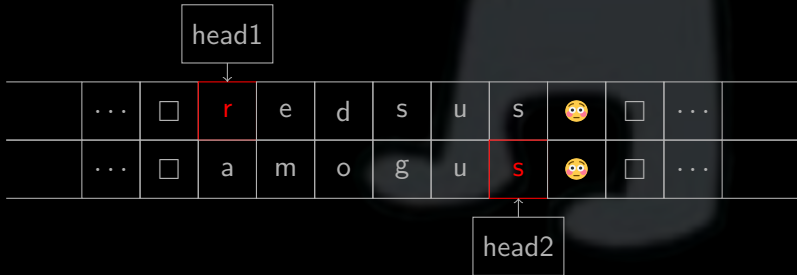 head1
··· □ r e d s u s 😳 □ ···
··· □ a m o g u s 😳 □ ···
head2